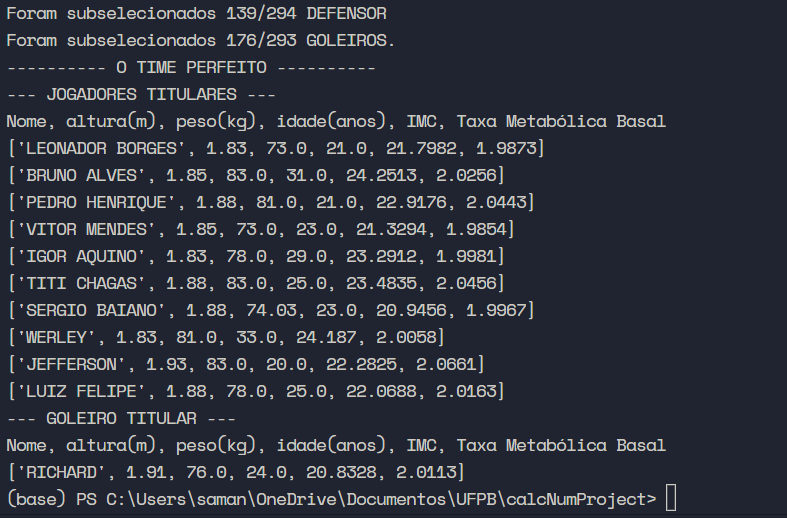 Foram subselecionados 139/294 DEFENSOR
Foram subselecionados 176/293 GOLEIROS.
---------- O TIME PERFEITO ----------
--- JOGADORES TITULARES ---
Nome, altura(m), peso(kg), idade(anos), IMC, Taxa Metabólica Basal
['LEONADOR BORGES', 1.83, 73.0, 21.0, 21.7982, 1.9873]
['BRUNO ALVES', 1.85, 83.0, 31.0, 24.2513, 2.0256]
['PEDRO HENRIQUE', 1.88, 81.0, 21.0, 22.9176, 2.0443]
['VITOR MENDES', 1.85, 73.0, 23.0, 21.3294, 1.9854]
['IGOR AQUINO', 1.83, 78.0, 29.0, 23.2912, 1.9981]
['TITI CHAGAS', 1.88, 83.0, 25.0, 23.4835, 2.0456]
['SERGIO BAIANO', 1.88, 74.03, 23.0, 20.9456, 1.9967]
['WERLEY', 1.83, 81.0, 33.0, 24.187, 2.0058]
['JEFFERSON', 1.93, 83.0, 20.0, 22.2825, 2.0661]
['LUIZ FELIPE', 1.88, 78.0, 25.0, 22.0688, 2.0163]
--- GOLEIRO TITULAR ---
Nome, altura(m), peso(kg), idade(anos), IMC, Taxa Metabólica Basal
['RICHARD', 1.91, 76.0, 24.0, 20.8328, 2.0113]
(base) PS C:\Users\saman\OneDrive\Documentos\UFPB\calcNumProject>